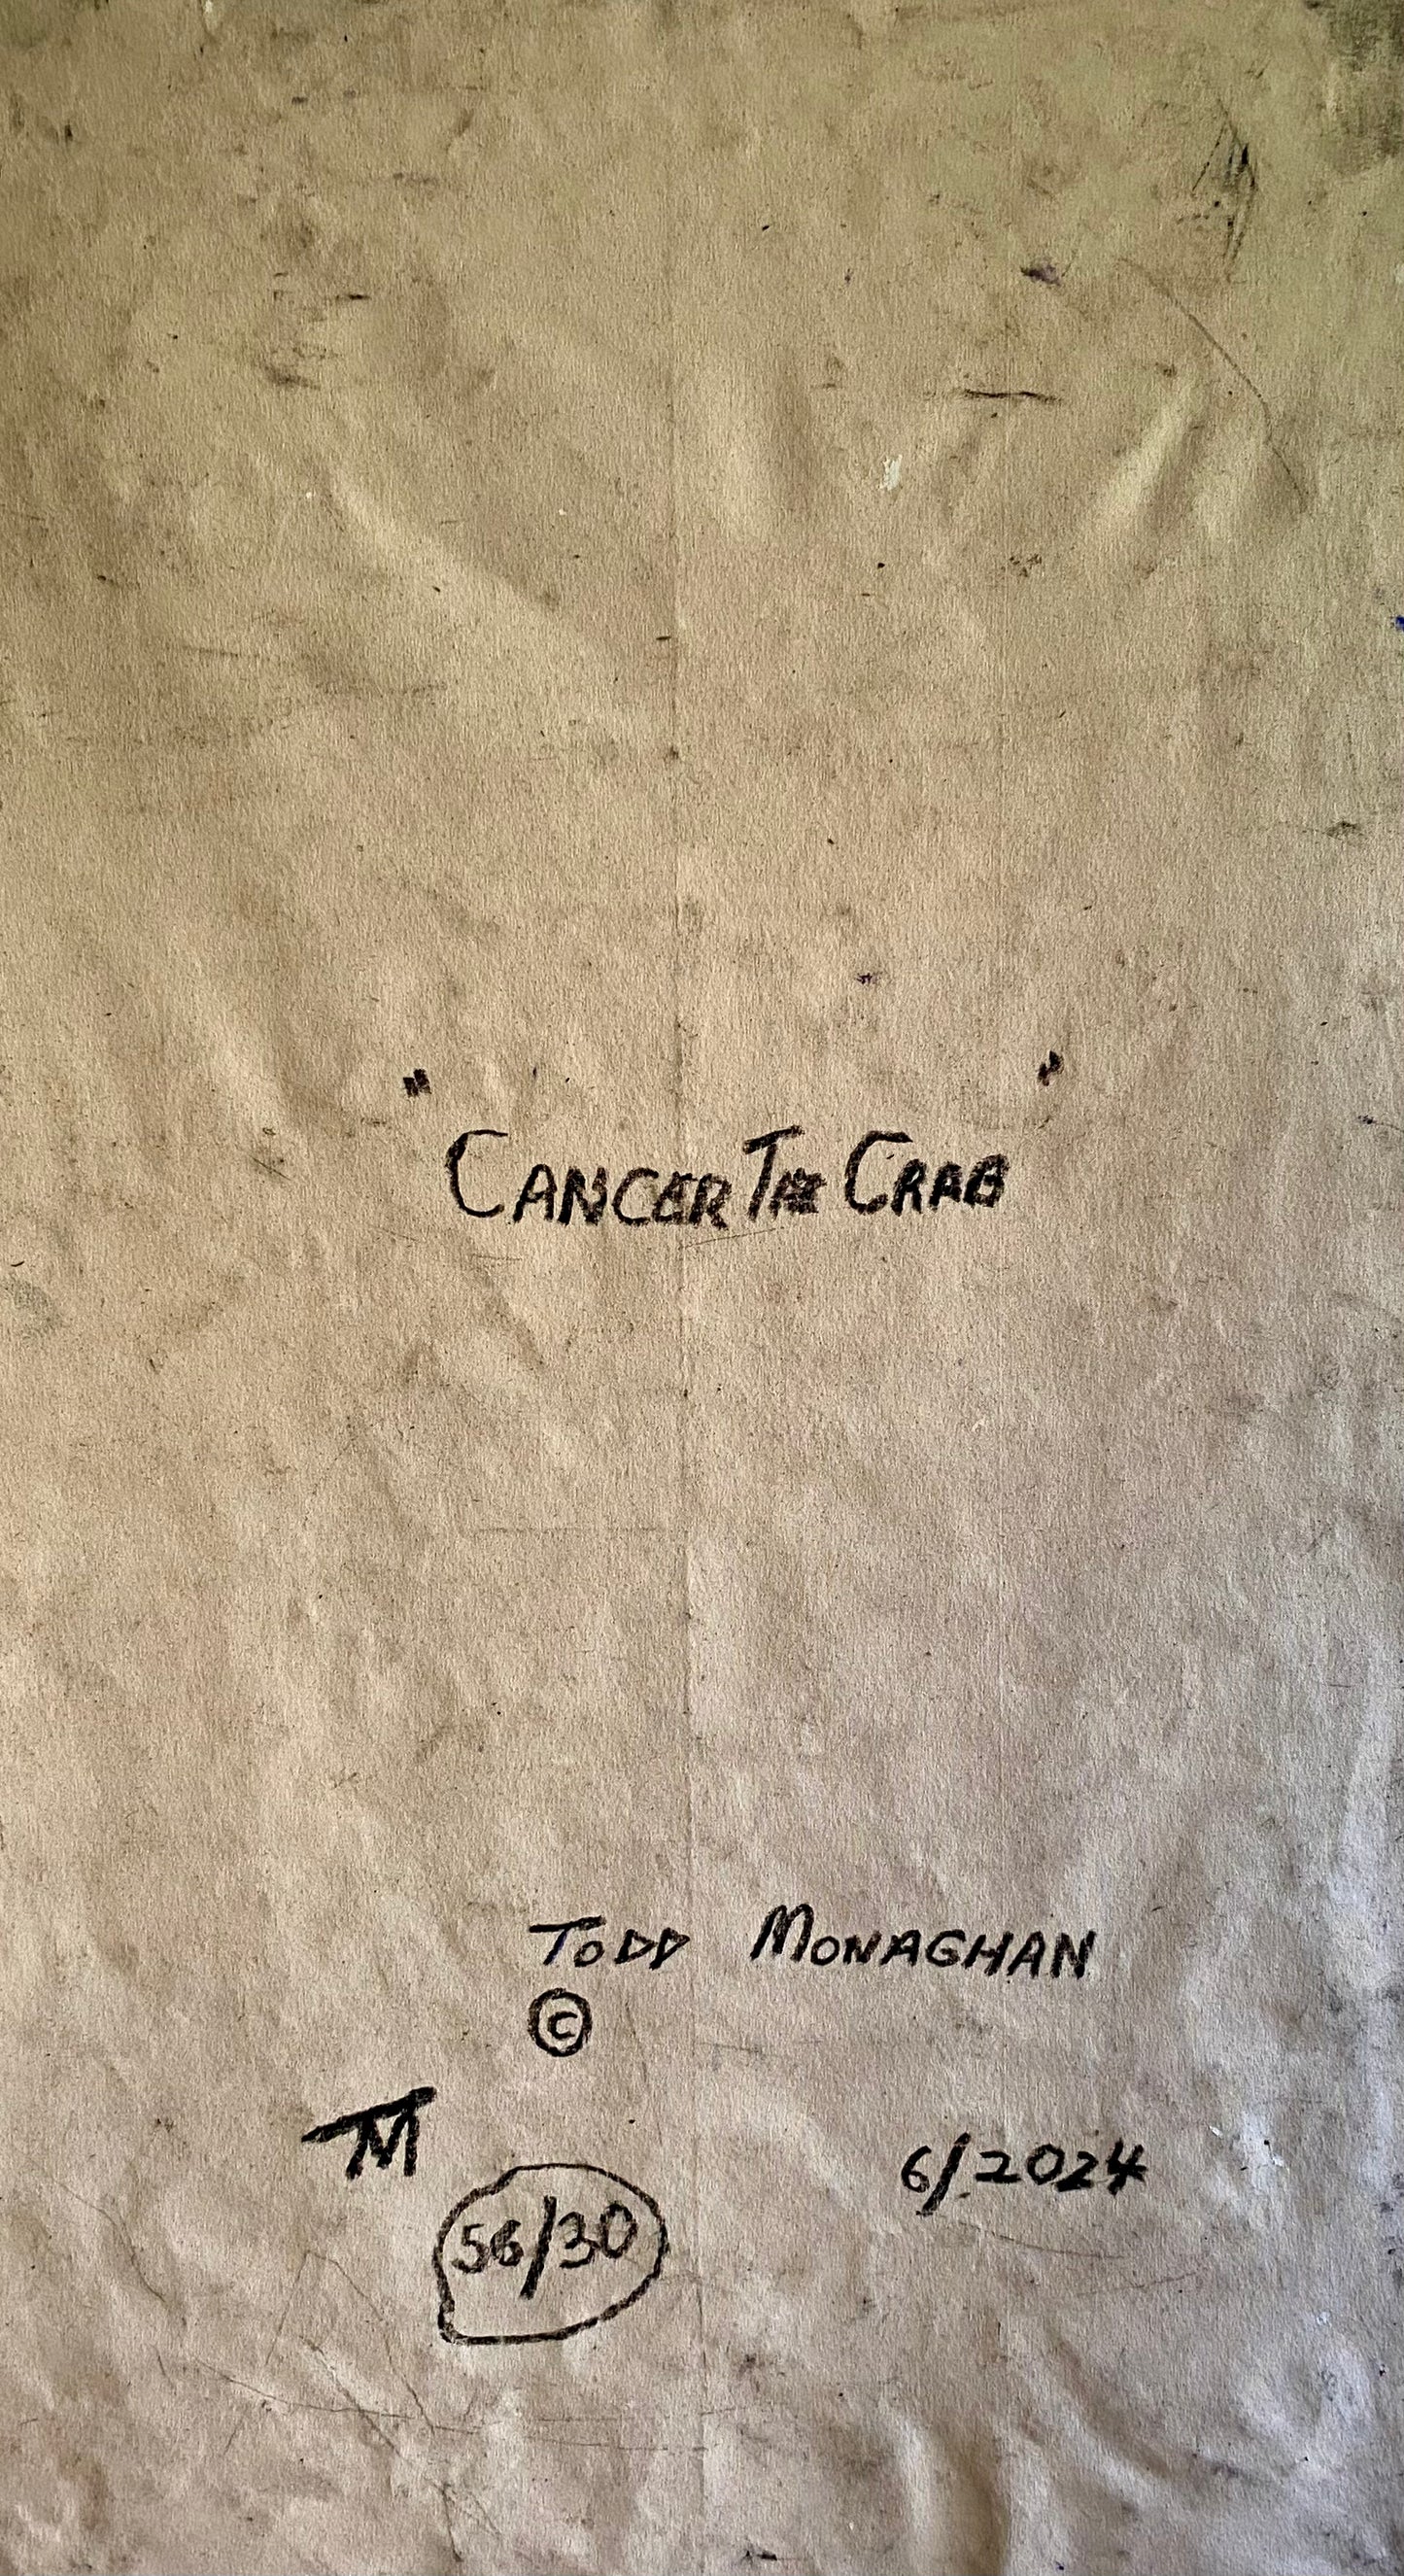 "Cancer The Crab"
Todd Monaghan
©
TM
6/2024
56/30